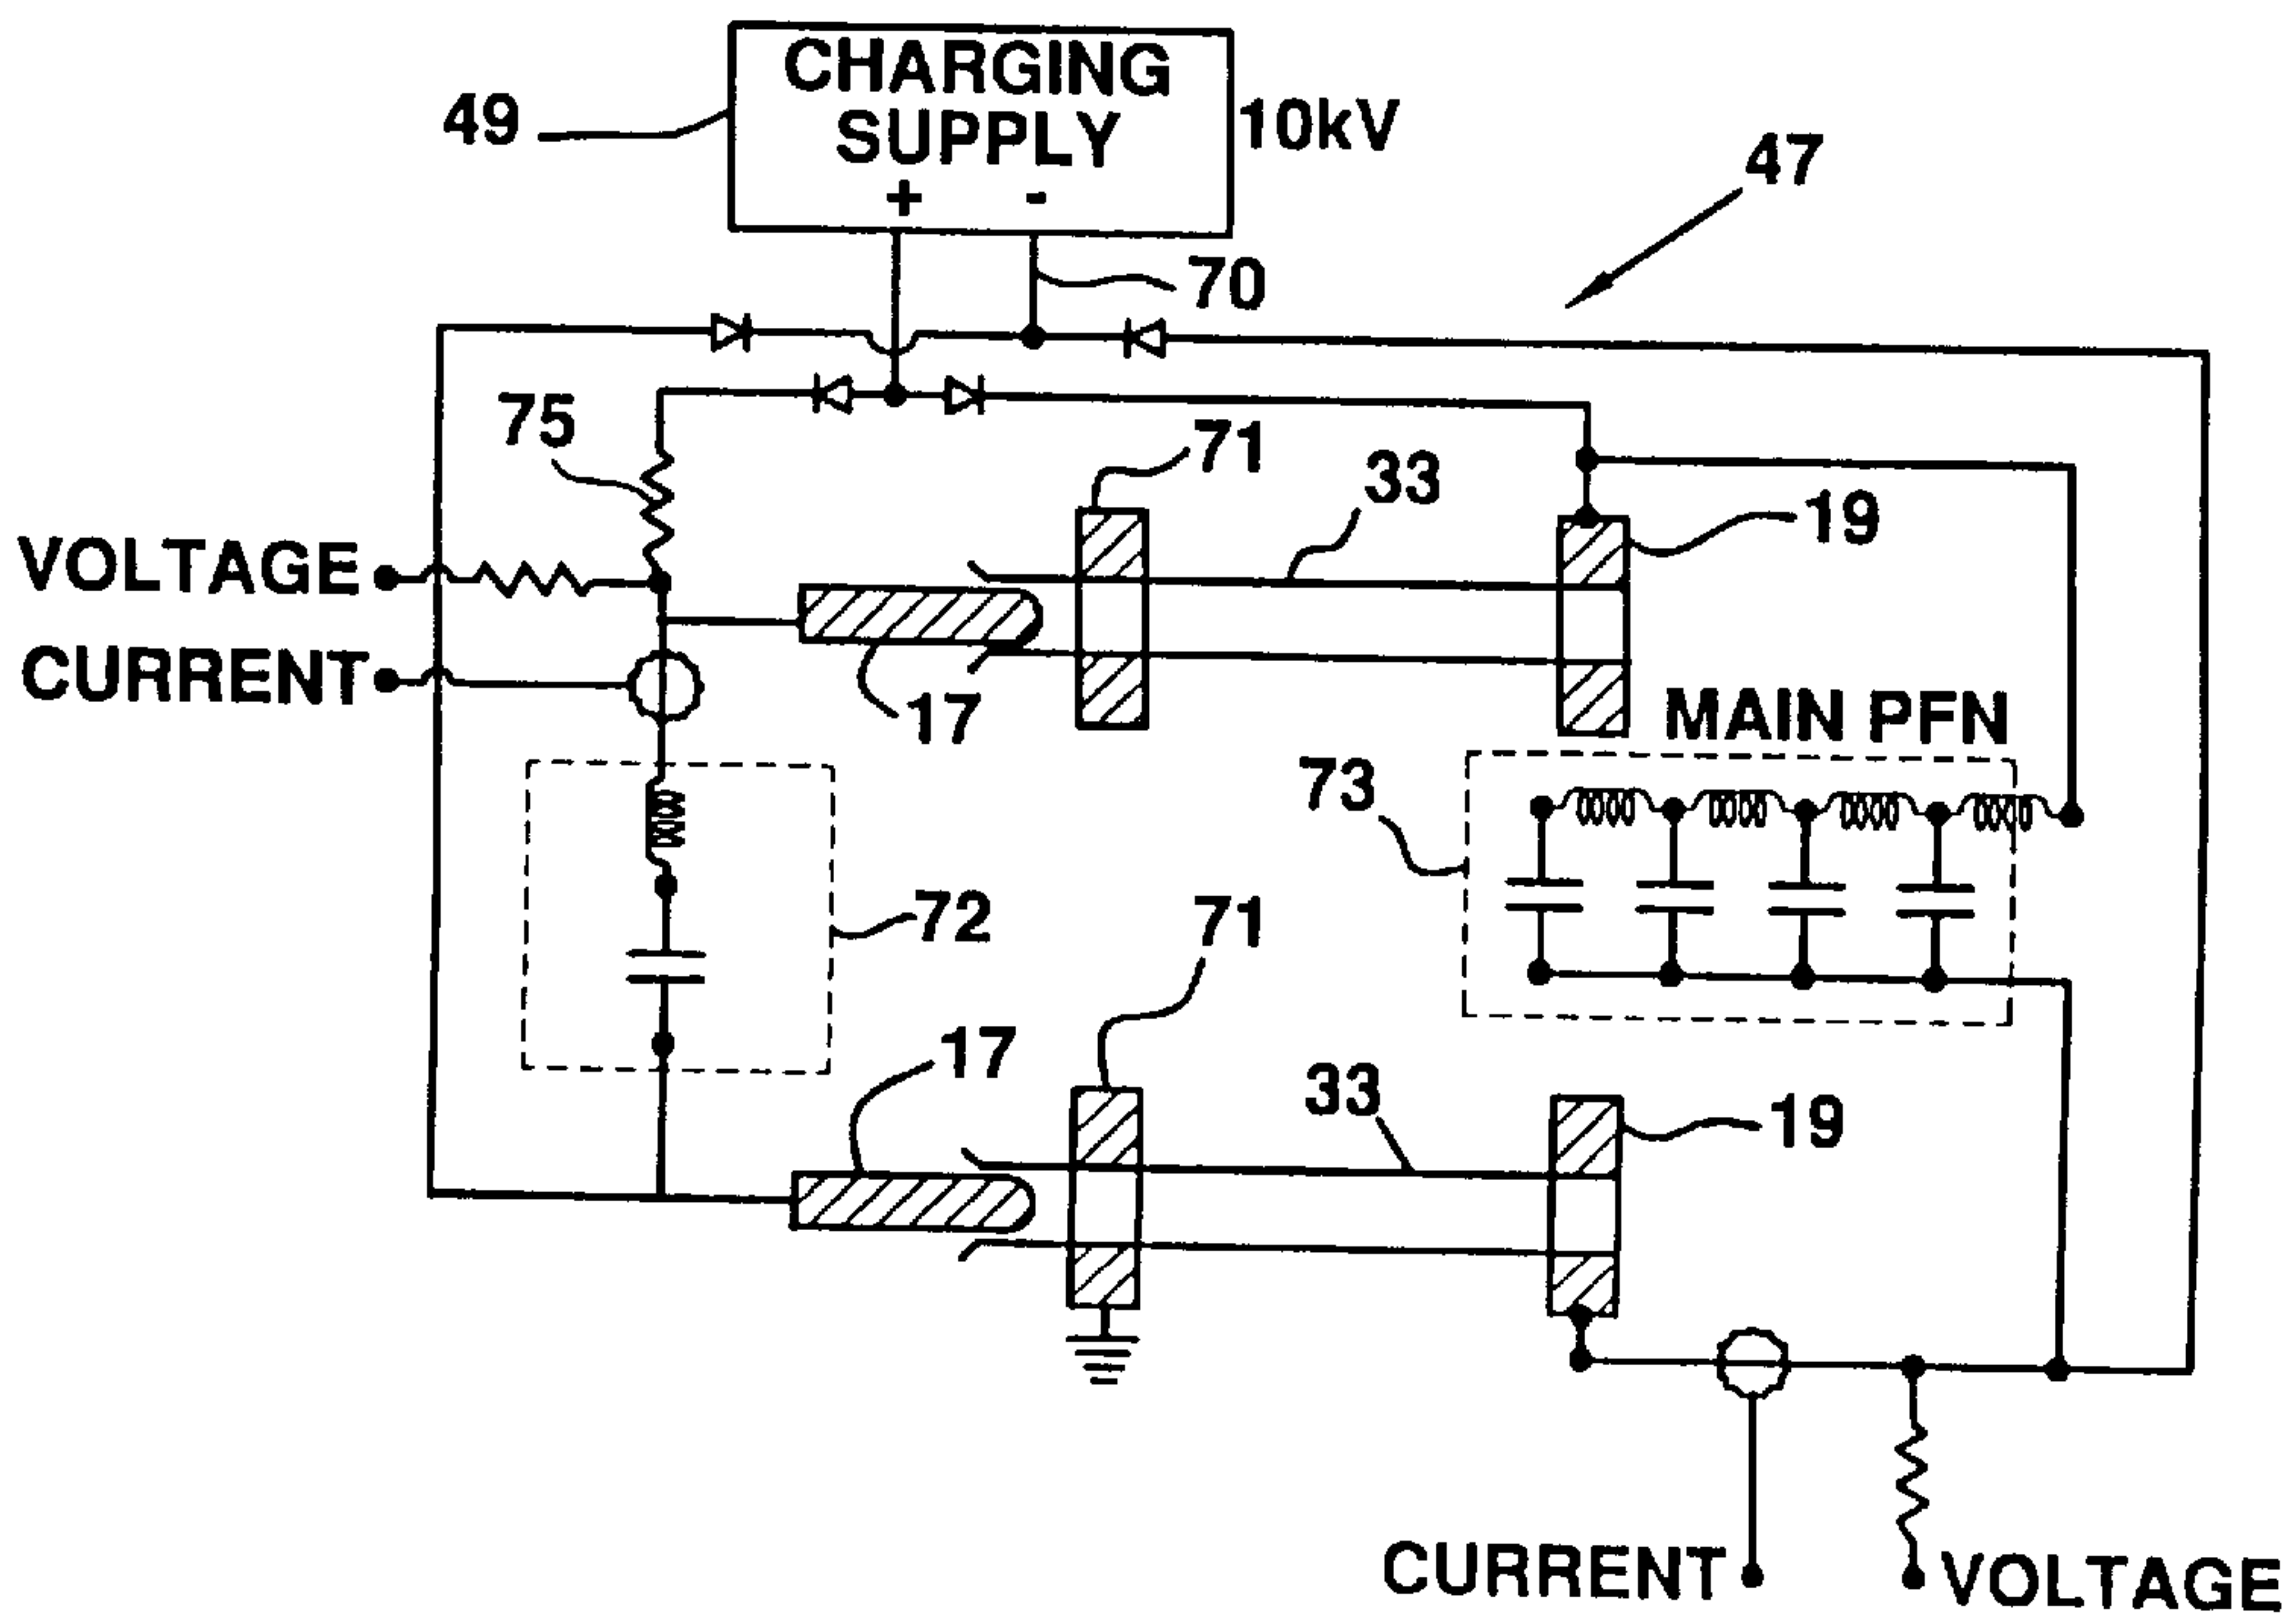 CHARGING
SUPPLY
+ -
49
10kV
47
70
75
71
33
19
VOLTAGE
CURRENT
17
MAIN PFN
73
72
71
17
33
19
CURRENT
VOLTAGE